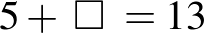 5 + □ = 13